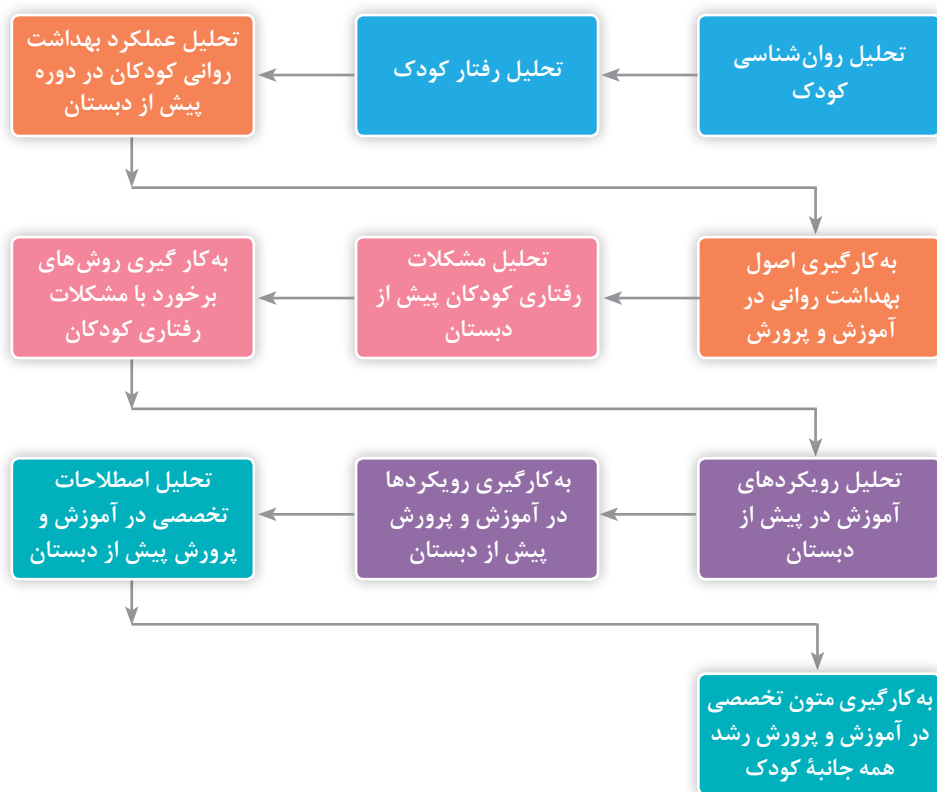 تحلیل روان‌شناسی
کودک
تحلیل رفتار کودک
تحلیل عملکرد بهداشت
روانی کودکان در دوره
پیش از دبستان
به‌کارگیری اصول
بهداشت روانی در
آموزش و پرورش
تحلیل مشکلات
رفتاری کودکان پیش از
دبستان
به‌کار گیری روش‌های
برخورد با مشکلات
رفتاری کودکان
تحلیل رویکردهای
آموزش در پیش از
دبستان
به‌کارگیری رویکردها
در آموزش و پرورش
پیش از دبستان
تحلیل اصطلاحات
تخصصی در آموزش و
پرورش پیش از دبستان
به‌کارگیری متون تخصصی
در آموزش و پرورش رشد
همه جانبهٔ کودک